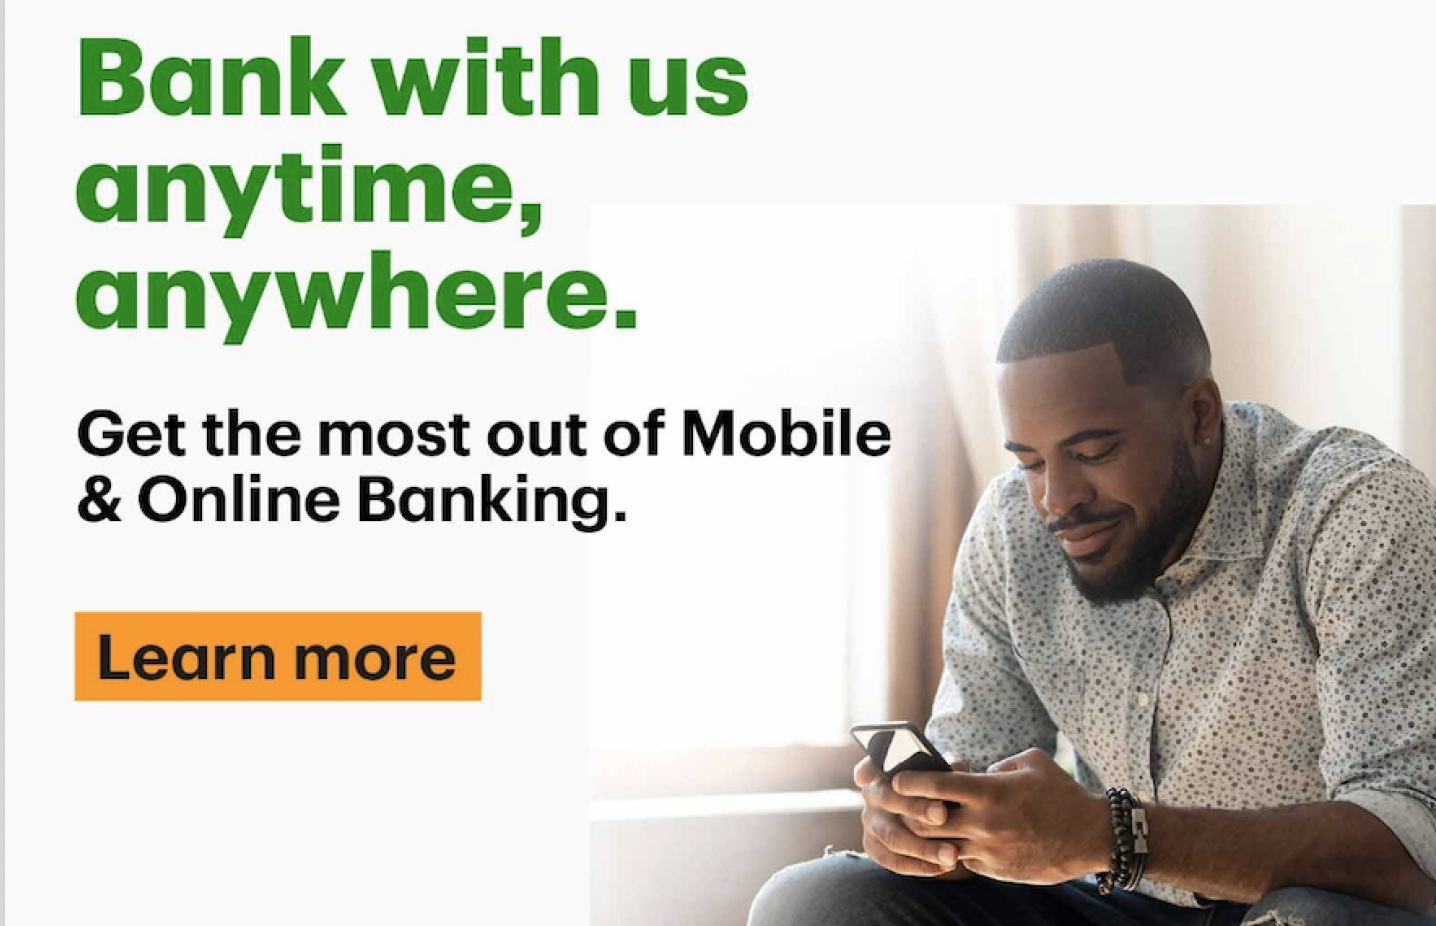 Bank with us
anytime,
anywhere.
Get the most out of Mobile
& Online Banking.
Learn more